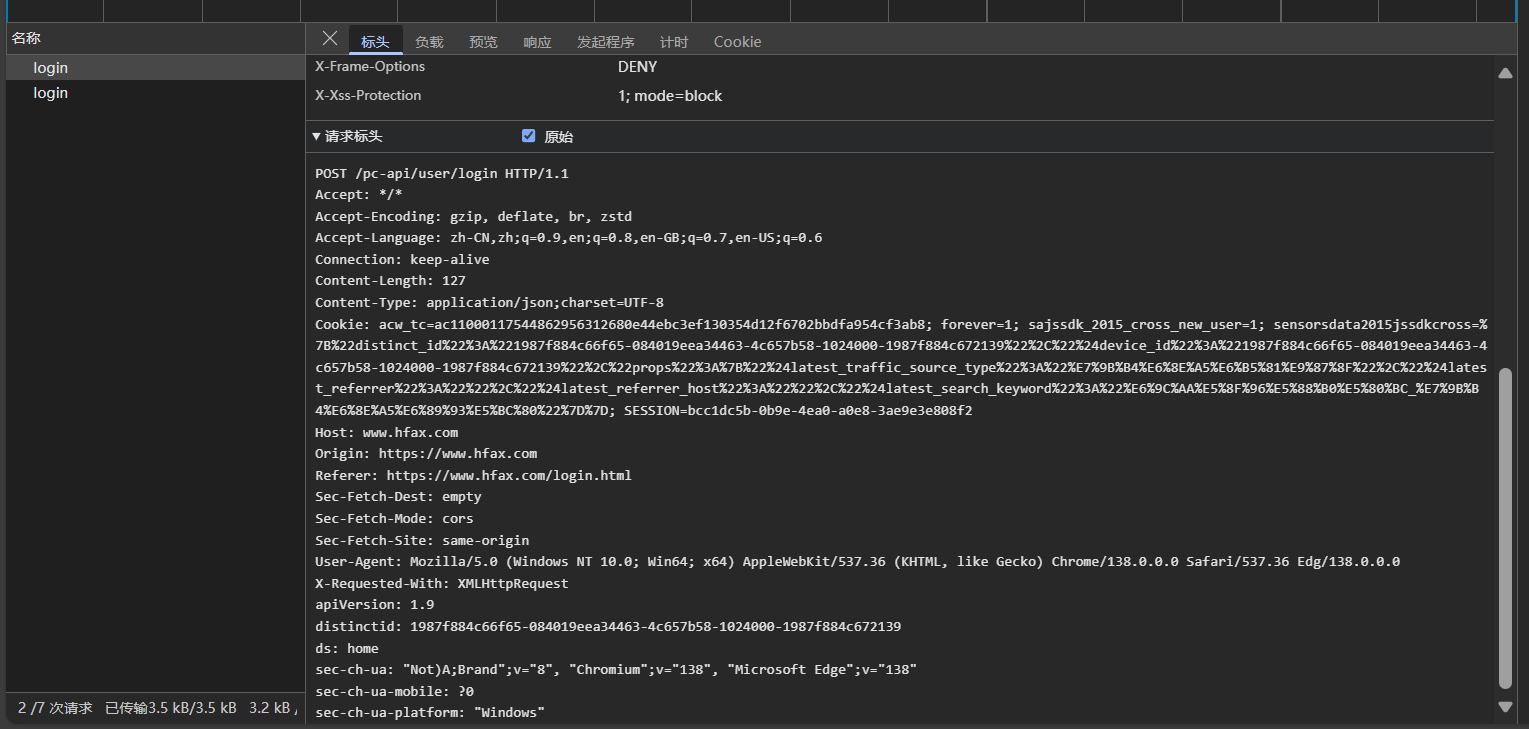 名称
标头 负载 预览 响应 发起程序 计时 Cookie
login
login
X-Frame-Options DENY
X-Xss-Protection 1; mode=block
请求标头 原始
POST /pc-api/user/login HTTP/1.1
Accept: */*
Accept-Encoding: gzip, deflate, br, zstd
Accept-Language: zh-CN,zh;q=0.9,en;q=0.8,en-GB;q=0.7,en-US;q=0.6
Connection: keep-alive
Content-Length: 127
Content-Type: application/json;charset=UTF-8
Cookie: acw_tc=ac11000117544862956312680e44ebc3ef130354d12f6702bbdfa954cf3ab8; forever=1; sajssdk_2015_cross_new_user=1; sensorsdata2015jssdkcross=%
7B%22distinct_id%22%3A%221987f884c66f65-084019eea34463-4c657b58-1024000-1987f884c672139%22%2C%22%24device_id%22%3A%221987f884c66f65-084019eea34463-4
c657b58-1024000-1987f884c672139%22%2C%22props%22%3A%7B%22%24latest_traffic_source_type%22%3A%22%E7%9B%B4%E6%8E%A5%E6%B5%81%E9%87%8F%22%2C%22%24lates
t_referrer%22%3A%22%22%2C%22%24latest_referrer_host%22%3A%22%22%2C%22%24latest_search_keyword%22%3A%22%E6%9C%AA%E5%8F%96%E5%88%B0%E5%80%BC_%E7%9B%B
4%E6%8E%A5%E6%89%93%E5%BC%80%22%7D%7D; SESSION=bcc1dc5b-0b9e-4ea0-a0e8-3ae9e3e808f2
Host: www.hfax.com
Origin: https://www.hfax.com
Referer: https://www.hfax.com/login.html
Sec-Fetch-Dest: empty
Sec-Fetch-Mode: cors
Sec-Fetch-Site: same-origin
User-Agent: Mozilla/5.0 (Windows NT 10.0; Win64; x64) AppleWebKit/537.36 (KHTML, like Gecko) Chrome/138.0.0.0 Safari/537.36 Edg/138.0.0.0
X-Requested-With: XMLHttpRequest
apiVersion: 1.9
distinctid: 1987f884c66f65-084019eea34463-4c657b58-1024000-1987f884c672139
ds: home
sec-ch-ua: "Not)A;Brand";v="8", "Chromium";v="138", "Microsoft Edge";v="138"
sec-ch-ua-mobile: ?0
sec-ch-ua-platform: "Windows"
2 /7 次请求 已传输3.5 kB/3.5 kB 3.2 kB /